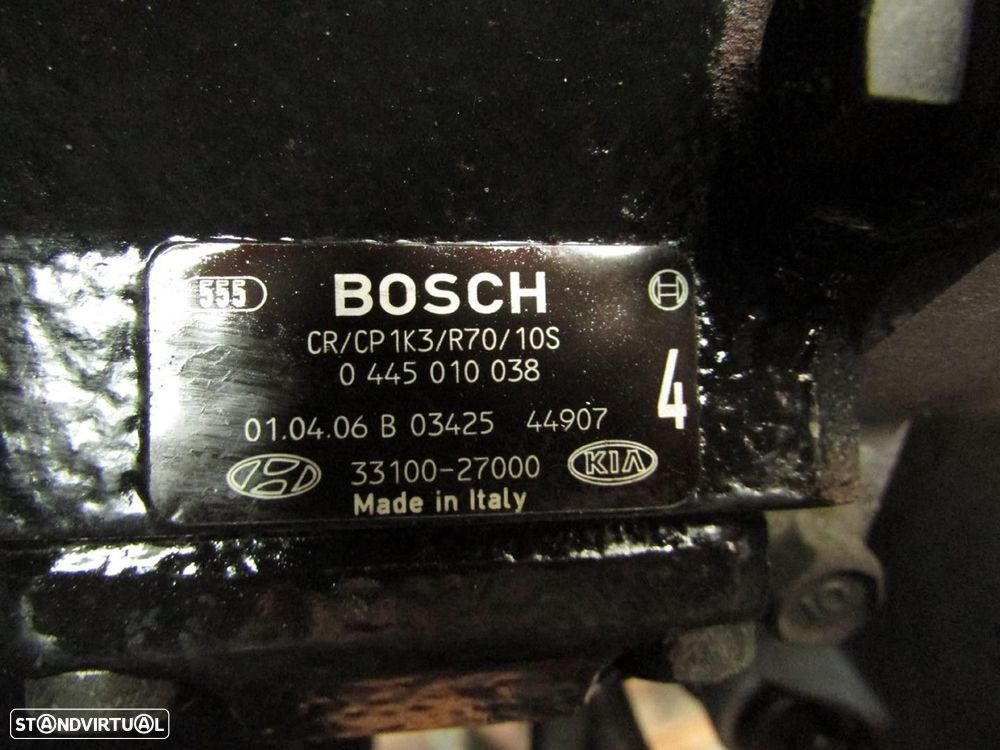 555 BOSCH
CR/CP1K3/R70/10S
0 445 010 038
4
01.04.06 B 03425 44907
33100-27000 KIA
Made in Italy
STANDVIRTUAL